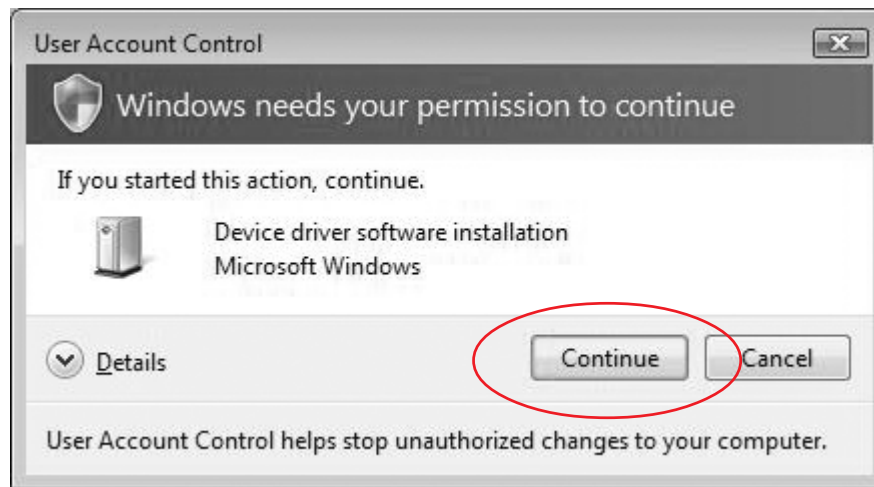 User Account Control
Windows needs your permission to continue
If you started this action, continue.
Device driver software installation
Microsoft Windows
Details
Continue
Cancel
User Account Control helps stop unauthorized changes to your computer.